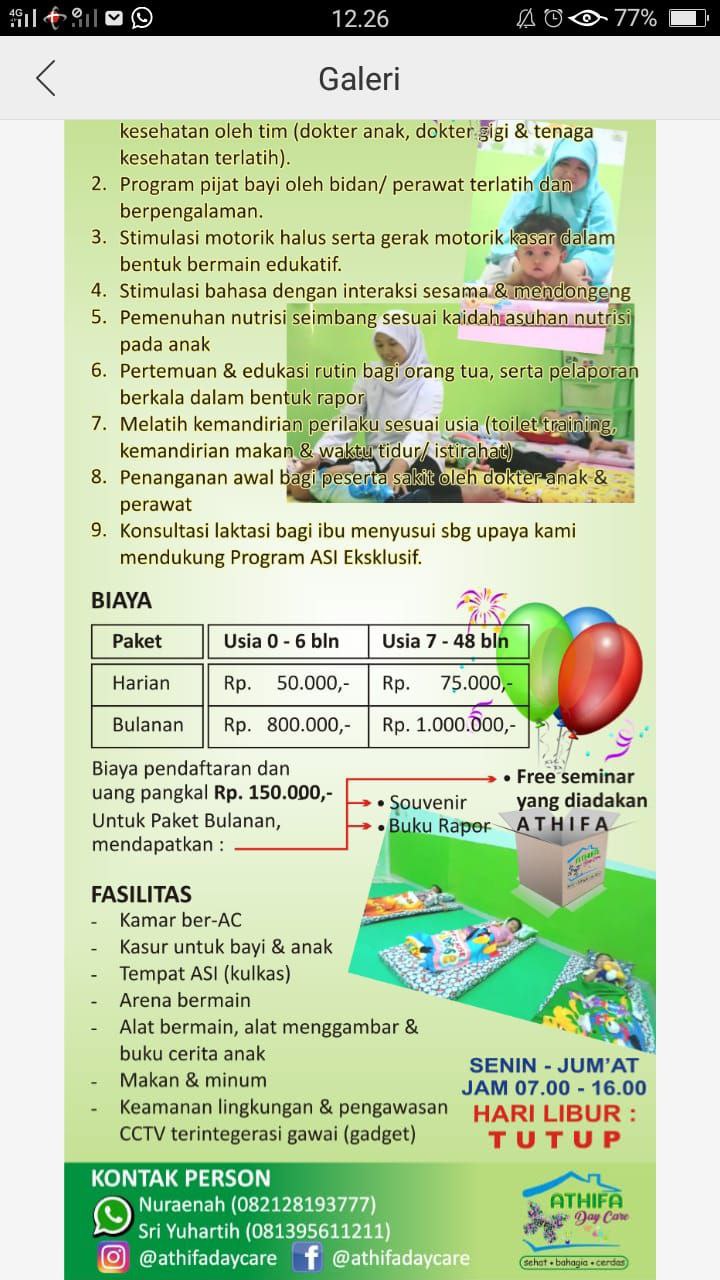 4G
12.26
77%
Galeri
kesehatan oleh tim (dokter anak, dokter gigi & tenaga
kesehatan terlatih).
2. Program pijat bayi oleh bidan/ perawat terlatih dan
berpengalaman.
3. Stimulasi motorik halus serta gerak motorik kasar dalam
bentuk bermain edukatif.
4. Stimulasi bahasa dengan interaksi sesama & mendongeng
5. Pemenuhan nutrisi seimbang sesuai kaidah asuhan nutrisi
pada anak
6. Pertemuan & edukasi rutin bagi orang tua, serta pelaporan
berkala dalam bentuk rapor
7. Melatih kemandirian perilaku sesuai usia (toilet training,
kemandirian makan & waktu tidur/ istirahat)
8. Penanganan awal bagi peserta sakit oleh dokter anak &
perawat
9. Konsultasi laktasi bagi ibu menyusui sbg upaya kami
mendukung Program ASI Eksklusif.
BIAYA
Paket Usia 0 - 6 bln Usia 7 - 48 bln
Harian Rp. 50.000,- Rp. 75.000,-
Bulanan Rp. 800.000,- Rp. 1.000.000,-
Biaya pendaftaran dan
uang pangkal Rp. 150.000,-
Untuk Paket Bulanan,
mendapatkan :
• Souvenir
• Buku Rapor
• Free seminar
yang diadakan
ATHIFA
FASILITAS
- Kamar ber-AC
- Kasur untuk bayi & anak
- Tempat ASI (kulkas)
- Arena bermain
- Alat bermain, alat menggambar &
buku cerita anak
- Makan & minum
- Keamanan lingkungan & pengawasan
CCTV terintegerasi gawai (gadget)
SENIN - JUM'AT
JAM 07.00 - 16.00
HARI LIBUR :
TUTUP
KONTAK PERSON
Nuraenah (082128193777)
Sri Yuhartih (081395611211)
@athifadaycare @athifadaycare
ATHIFA
Day Care
sehat • bahagia • cerdas